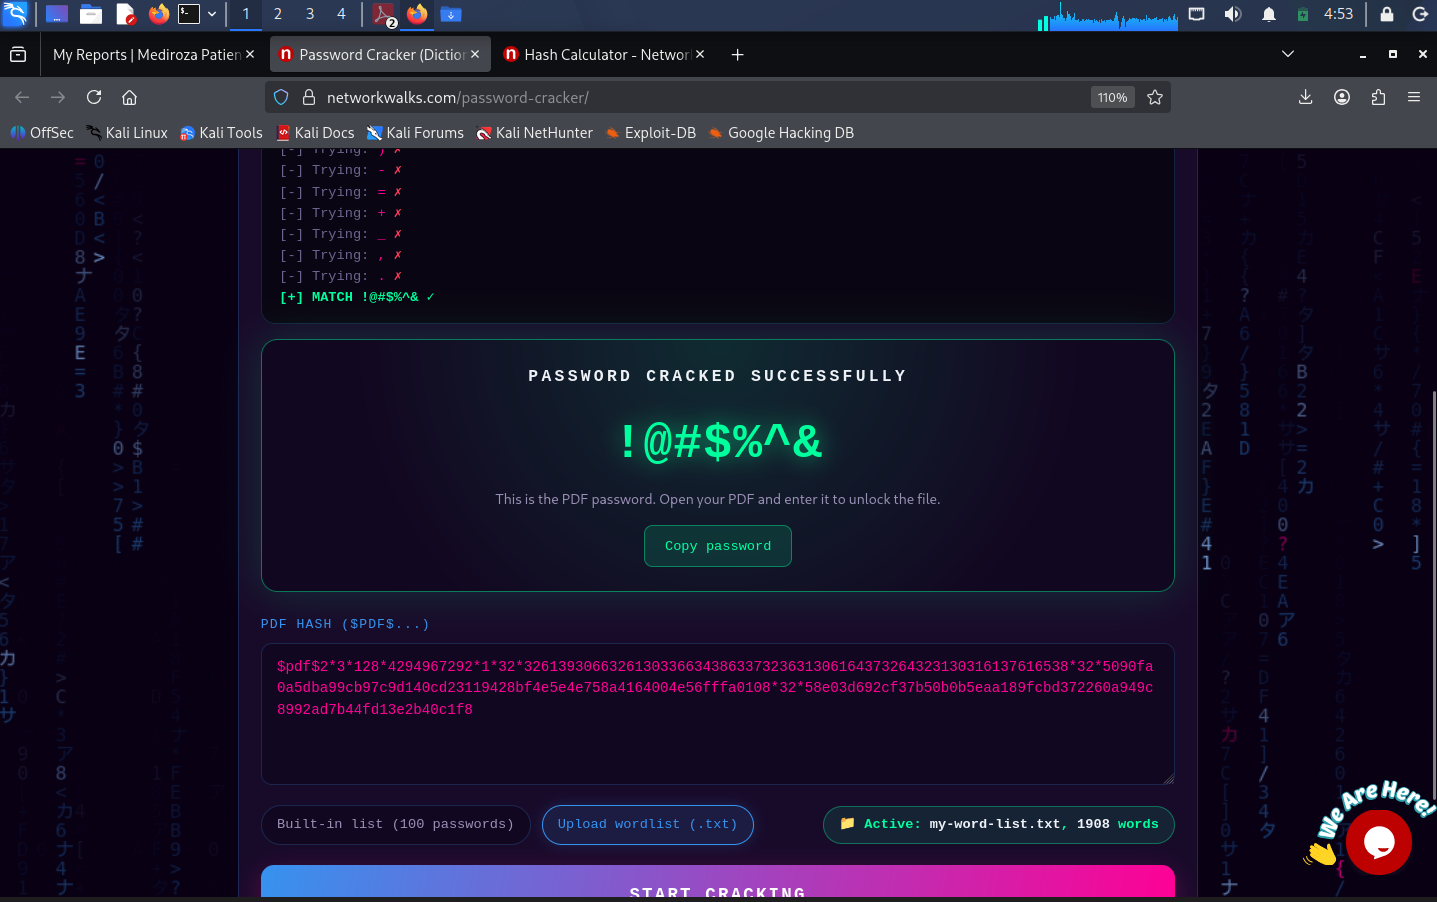 1
2
3
4
2
4:53
My Reports | Mediroza Patien
Password Cracker (Diction
Hash Calculator - Network
networkwalks.com/password-cracker/
110%
OffSec
Kali Linux
Kali Tools
Kali Docs
Kali Forums
Kali NetHunter
Exploit-DB
Google Hacking DB
[-] Trying: ) ✗
[-] Trying: - ✗
[-] Trying: = ✗
[-] Trying: + ✗
[-] Trying: _ ✗
[-] Trying: , ✗
[-] Trying: . ✗
[+] MATCH !@#$%^& ✓
PASSWORD CRACKED SUCCESSFULLY
!@#$%^&
This is the PDF password. Open your PDF and enter it to unlock the file.
Copy password
PDF HASH ($PDF$...)
$pdf$2*3*128*4294967292*1*32*3261393066326130336634386337323631306164373264323130316137616538*32*5090fa
0a5dba99cb97c9d140cd23119428bf4e5e4e758a4164004e56fffa0108*32*58e03d692cf37b50b0b5eaa189fcbd372260a949c
8992ad7b44fd13e2b40c1f8
Built-in list (100 passwords)
Upload wordlist (.txt)
Active: my-word-list.txt, 1908 words
We Are Here!
START CRACKING